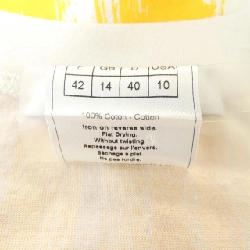 F GB D USA
42 14 40 10
100% Coton - Cotton
Iron on reverse side.
Flat Drying.
Without twisting.
Repassage sur l'envers.
Séchage à plat.
Ne pas tordre.